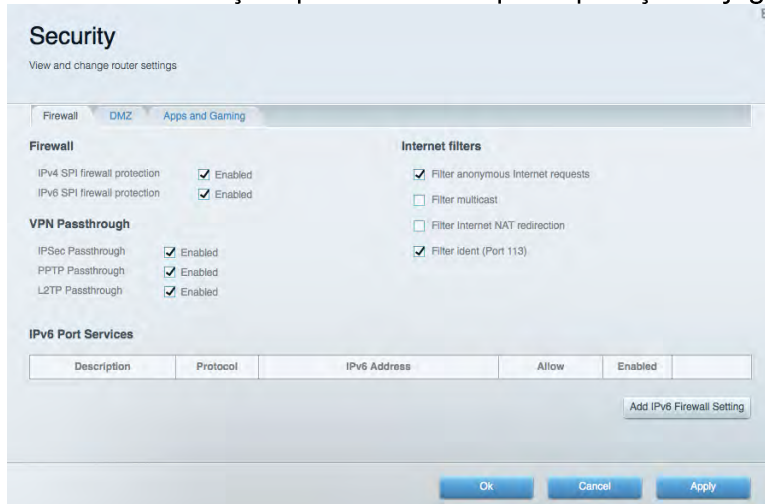 Security
View and change router settings
Firewall DMZ Apps and Gaming
Firewall
IPv4 SPI firewall protection Enabled
IPv6 SPI firewall protection Enabled
VPN Passthrough
IPSec Passthrough Enabled
PPTP Passthrough Enabled
L2TP Passthrough Enabled
Internet filters
Filter anonymous Internet requests
Filter multicast
Filter Internet NAT redirection
Filter ident (Port 113)
IPv6 Port Services
Description Protocol IPv6 Address Allow Enabled
Add IPv6 Firewall Setting
Ok Cancel Apply